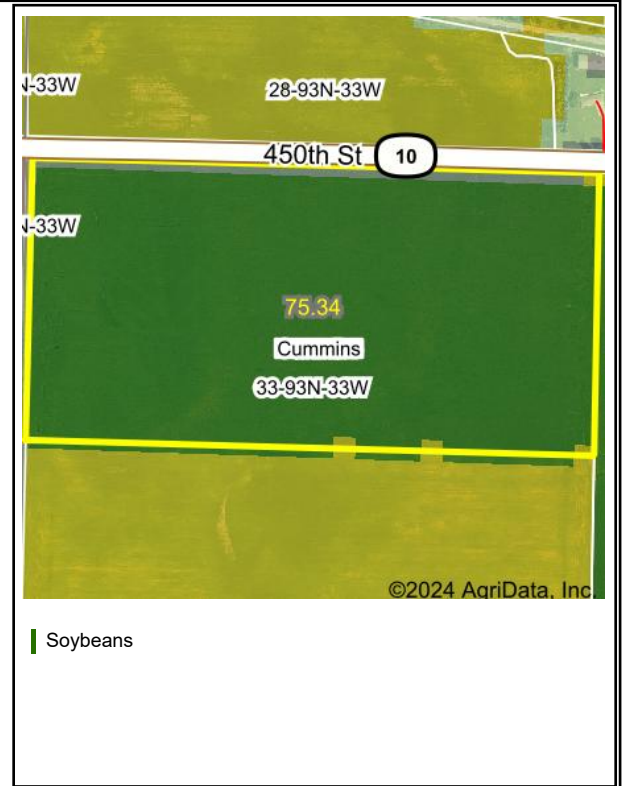 N-33W
28-93N-33W
450th St 10
N-33W
75.34
Cummins
33-93N-33W
©2024 AgriData, Inc.
Soybeans